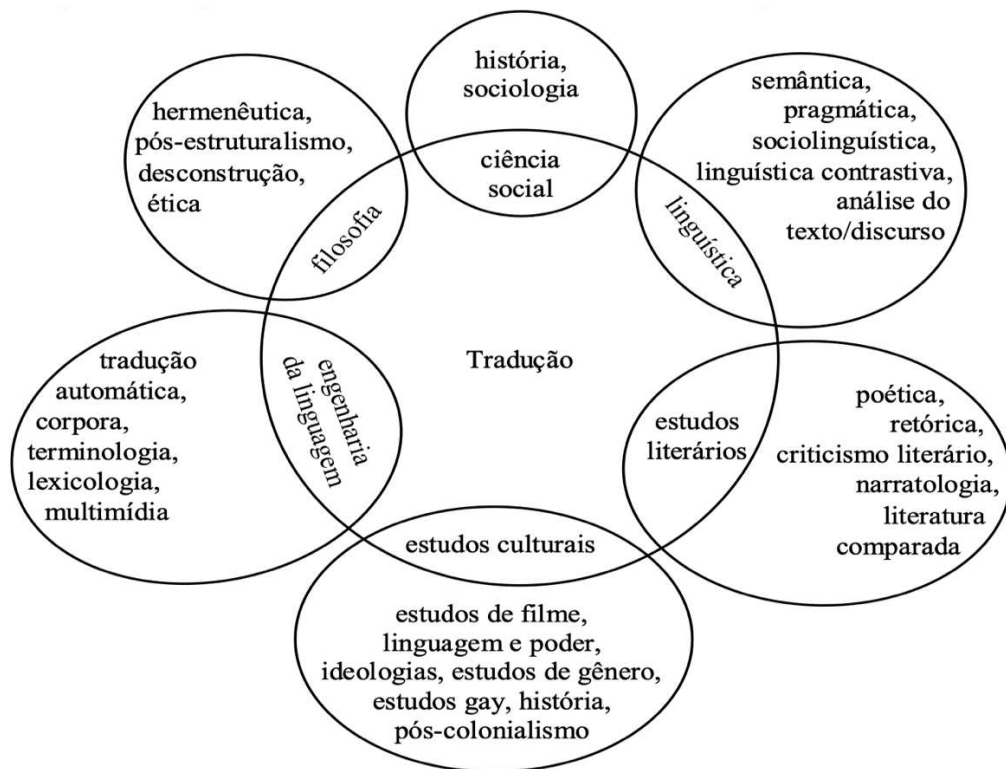 história,
sociologia
ciência
social
hermenêutica,
pós-estruturalismo,
desconstrução,
ética
filosofia
semântica,
pragmática,
sociolinguística,
linguística contrastiva,
análise do
texto/discurso
linguística
Tradução
tradução
automática,
corpora,
terminologia,
lexicologia,
multimídia
engenharia
da linguagem
estudos
literários
poética,
retórica,
criticismo literário,
narratologia,
literatura
comparada
estudos culturais
estudos de filme,
linguagem e poder,
ideologias, estudos de gênero,
estudos gay, história,
pós-colonialismo